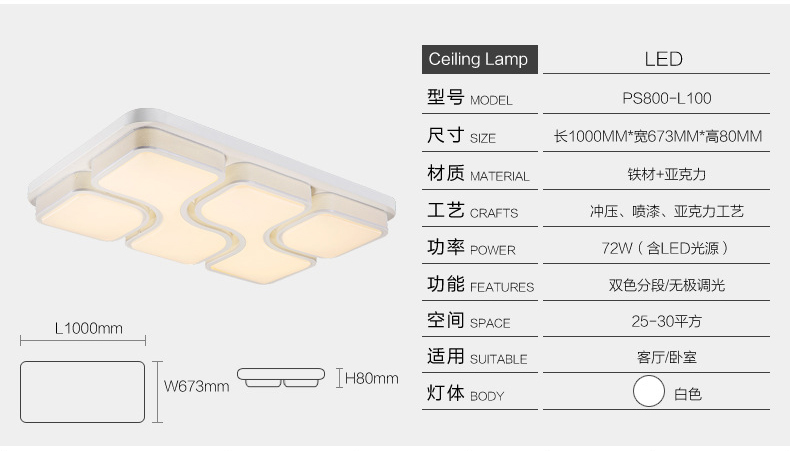 Ceiling Lamp LED
型号 MODEL PS800-L100
尺寸 SIZE 长1000MM*宽673MM*高80MM
材质 MATERIAL 铁材+亚克力
工艺 CRAFTS 冲压、喷漆、亚克力工艺
功率 POWER 72W（含LED光源）
功能 FEATURES 双色分段/无极调光
空间 SPACE 25-30平方
适用 SUITABLE 客厅/卧室
灯体 BODY 白色
L1000mm
W673mm
H80mm